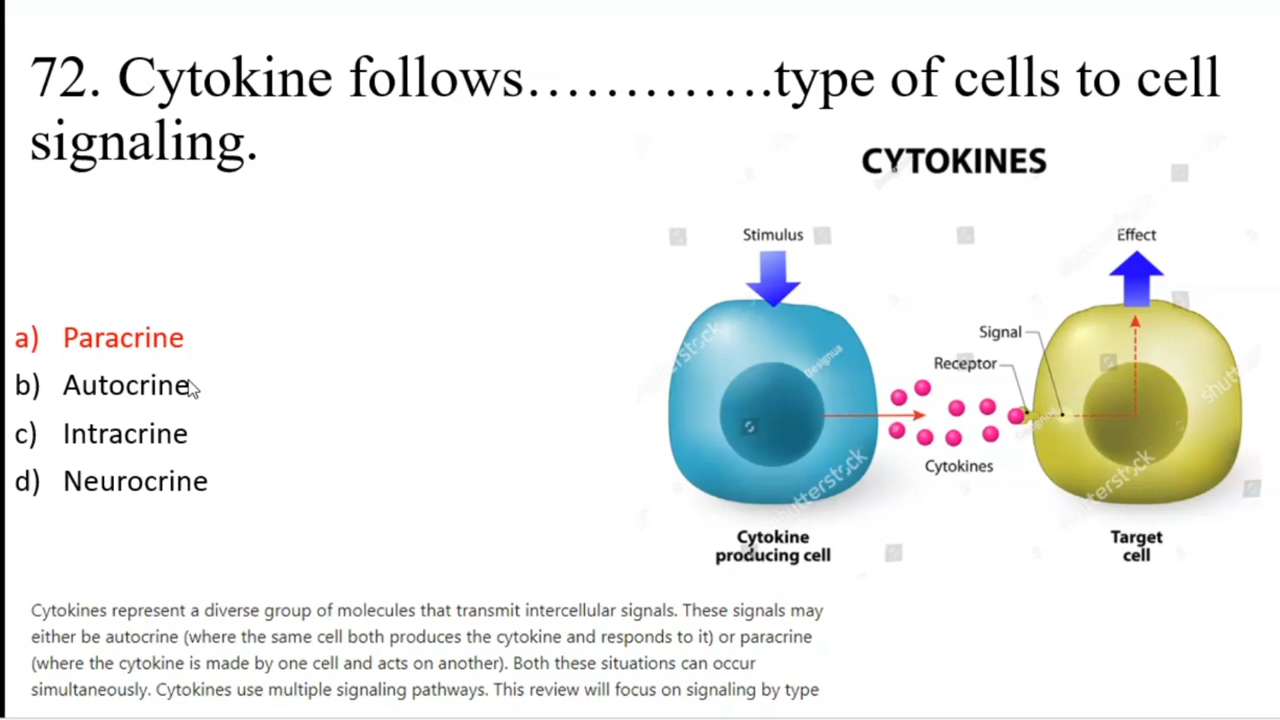 72. Cytokine follows………….type of cells to cell
signaling.
CYTOKINES
Stimulus
Effect
a) Paracrine
Signal
Receptor
b) Autocrine
c) Intracrine
d) Neurocrine
Cytokines
Cytokine
producing cell
Target
cell
shutterstock
Designua
Cytokines represent a diverse group of molecules that transmit intercellular signals. These signals may
either be autocrine (where the same cell both produces the cytokine and responds to it) or paracrine
(where the cytokine is made by one cell and acts on another). Both these situations can occur
simultaneously. Cytokines use multiple signaling pathways. This review will focus on signaling by type